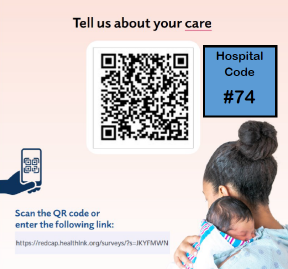 Tell us about your care
Hospital
Code
#74
Scan the QR code or
enter the following link:
https://redcap.healthlnk.org/surveys/?s=JKYFMWN